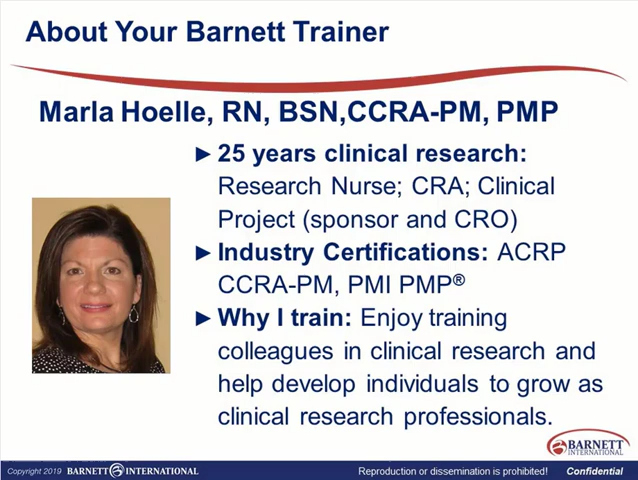 About Your Barnett Trainer
Marla Hoelle, RN, BSN,CCRA-PM, PMP
►25 years clinical research:
Research Nurse; CRA; Clinical
Project (sponsor and CRO)
►Industry Certifications: ACRP
CCRA-PM, PMI PMP®
►Why I train: Enjoy training
colleagues in clinical research and
help develop individuals to grow as
clinical research professionals.
BARNETT
INTERNATIONAL
Copyright 2019 BARNETT INTERNATIONAL Reproduction or dissemination is prohibited! Confidential